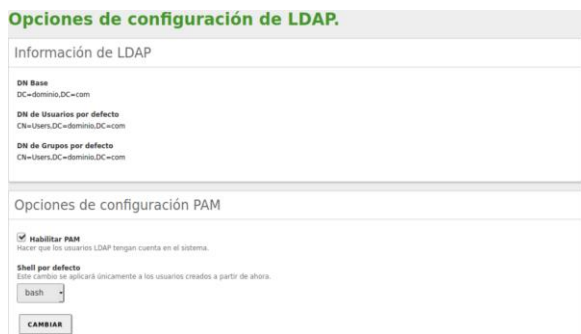 Opciones de configuración de LDAP.
Información de LDAP
DN Base
DC=dominio,DC=com
DN de Usuarios por defecto
CN=Users,DC=dominio,DC=com
DN de Grupos por defecto
CN=Users,DC=dominio,DC=com
Opciones de configuración PAM
Habilitar PAM
Hacer que los usuarios LDAP tengan cuenta en el sistema.
Shell por defecto
Este cambio se aplicará únicamente a los usuarios creados a partir de ahora.
bash
CAMBIAR